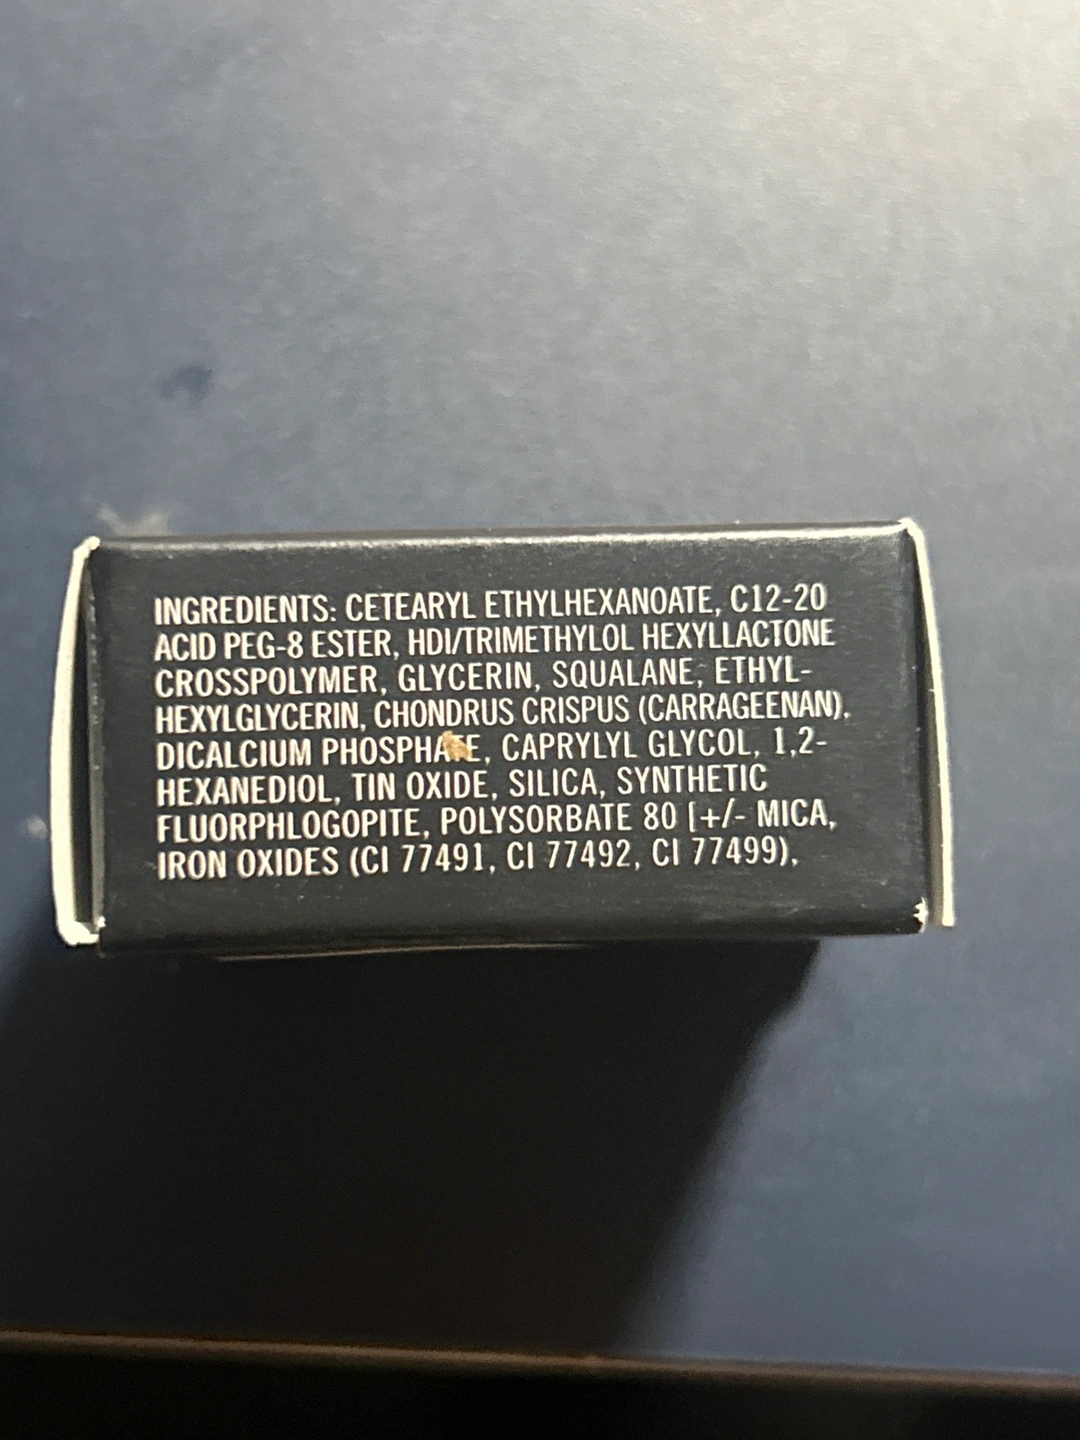 INGREDIENTS: CETEARYL ETHYLHEXANOATE, C12-20
ACID PEG-8 ESTER, HDI/TRIMETHYLOL HEXYLLACTONE
CROSSPOLYMER, GLYCERIN, SQUALANE, ETHYL-
HEXYLGLYCERIN, CHONDRUS CRISPUS (CARRAGEENAN),
DICALCIUM PHOSPHATE, CAPRYLYL GLYCOL, 1,2-
HEXANEDIOL, TIN OXIDE, SILICA, SYNTHETIC
FLUORPHLOGOPITE, POLYSORBATE 80 [+/- MICA,
IRON OXIDES (CI 77491, CI 77492, CI 77499),